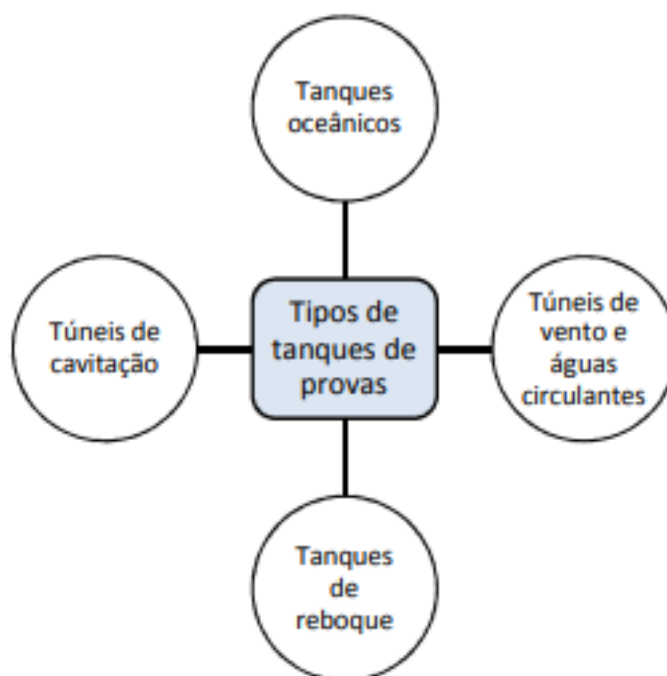 Tanques
oceânicos
Túneis de
cavitação
Tipos de
tanques de
provas
Túneis de
vento e
águas
circulantes
Tanques
de
reboque